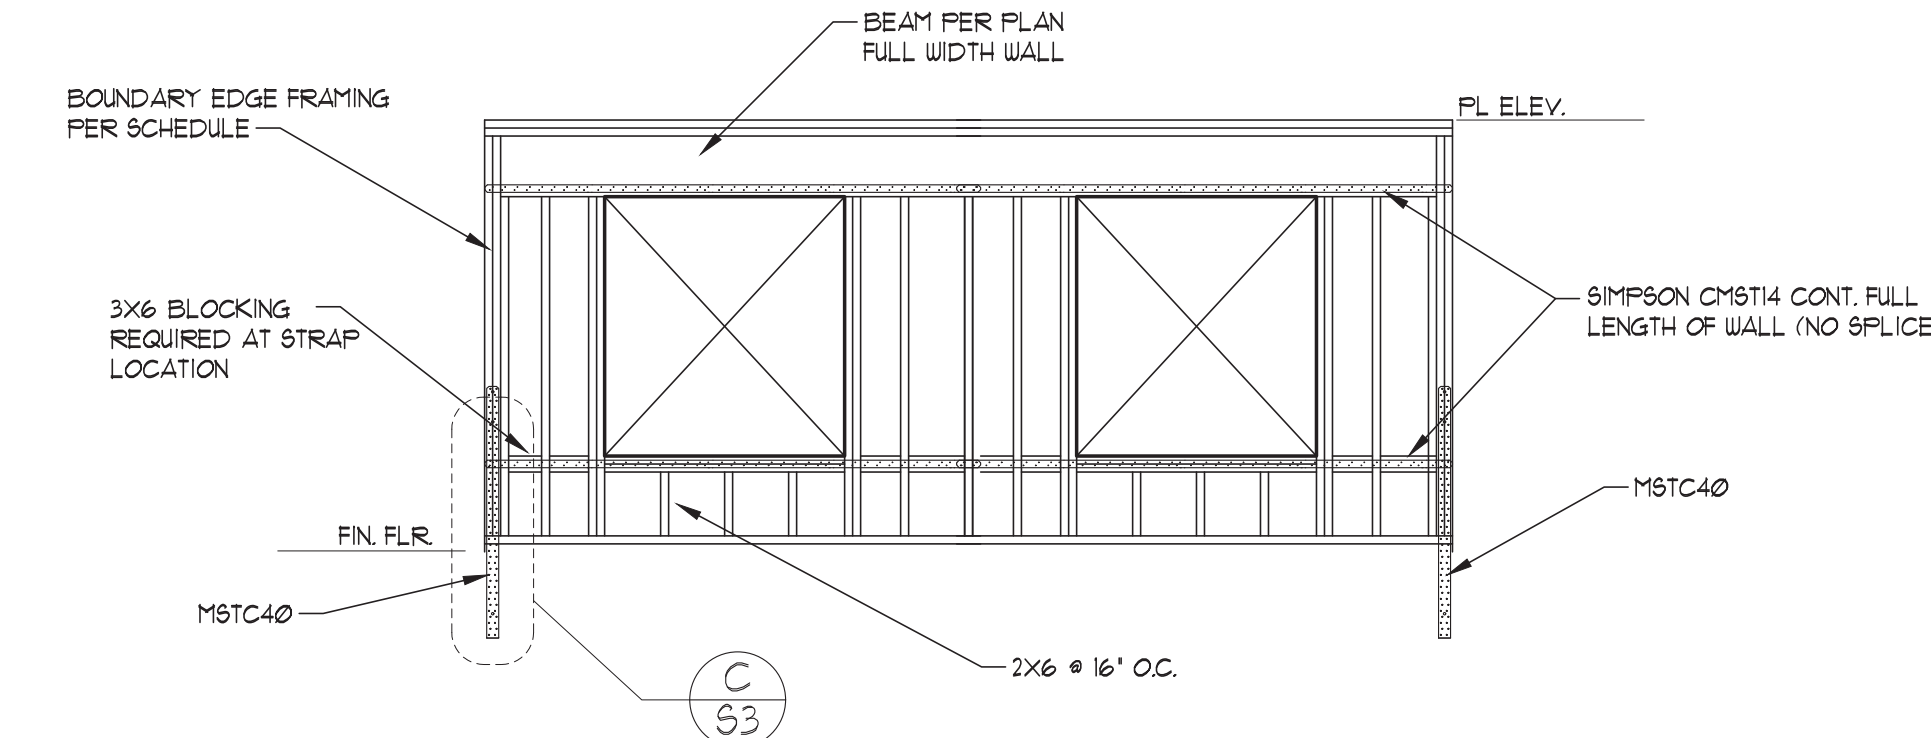 BEAM PER PLAN
FULL WIDTH WALL
BOUNDARY EDGE FRAMING
PER SCHEDULE
PL ELEV.
3X6 BLOCKING
REQUIRED AT STRAP
LOCATION
SIMPSON CMST14 CONT. FULL
LENGTH OF WALL (NO SPLICE
MSTC40
FIN. FLR.
MSTC40
2X6 @ 16" O.C.
C
S3